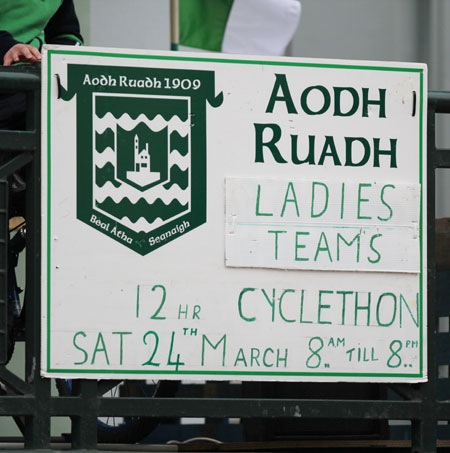 Aodh Ruadh 1909
Béal Átha Seanaigh
AODH
RUADH
LADIES
TEAMS
12 HR CYCLETHON
SAT 24TH MARCH 8AM TILL 8PM